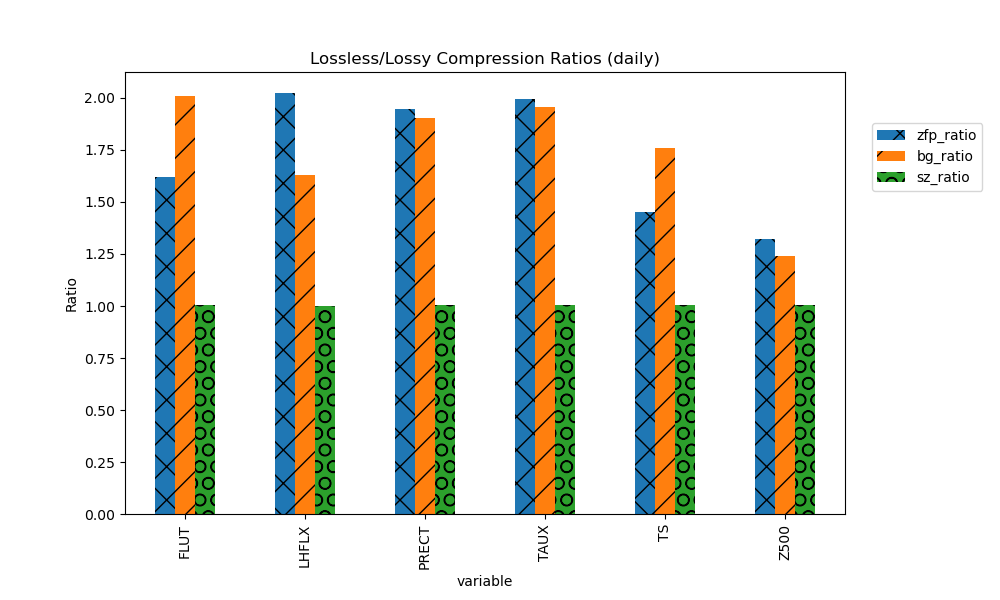 Lossless/Lossy Compression Ratios (daily)
Ratio
2.00
1.75
1.50
1.25
1.00
0.75
0.50
0.25
0.00
FLUT
LHFLX
PRECT
TAUX
TS
Z500
variable
zfp_ratio
bg_ratio
sz_ratio